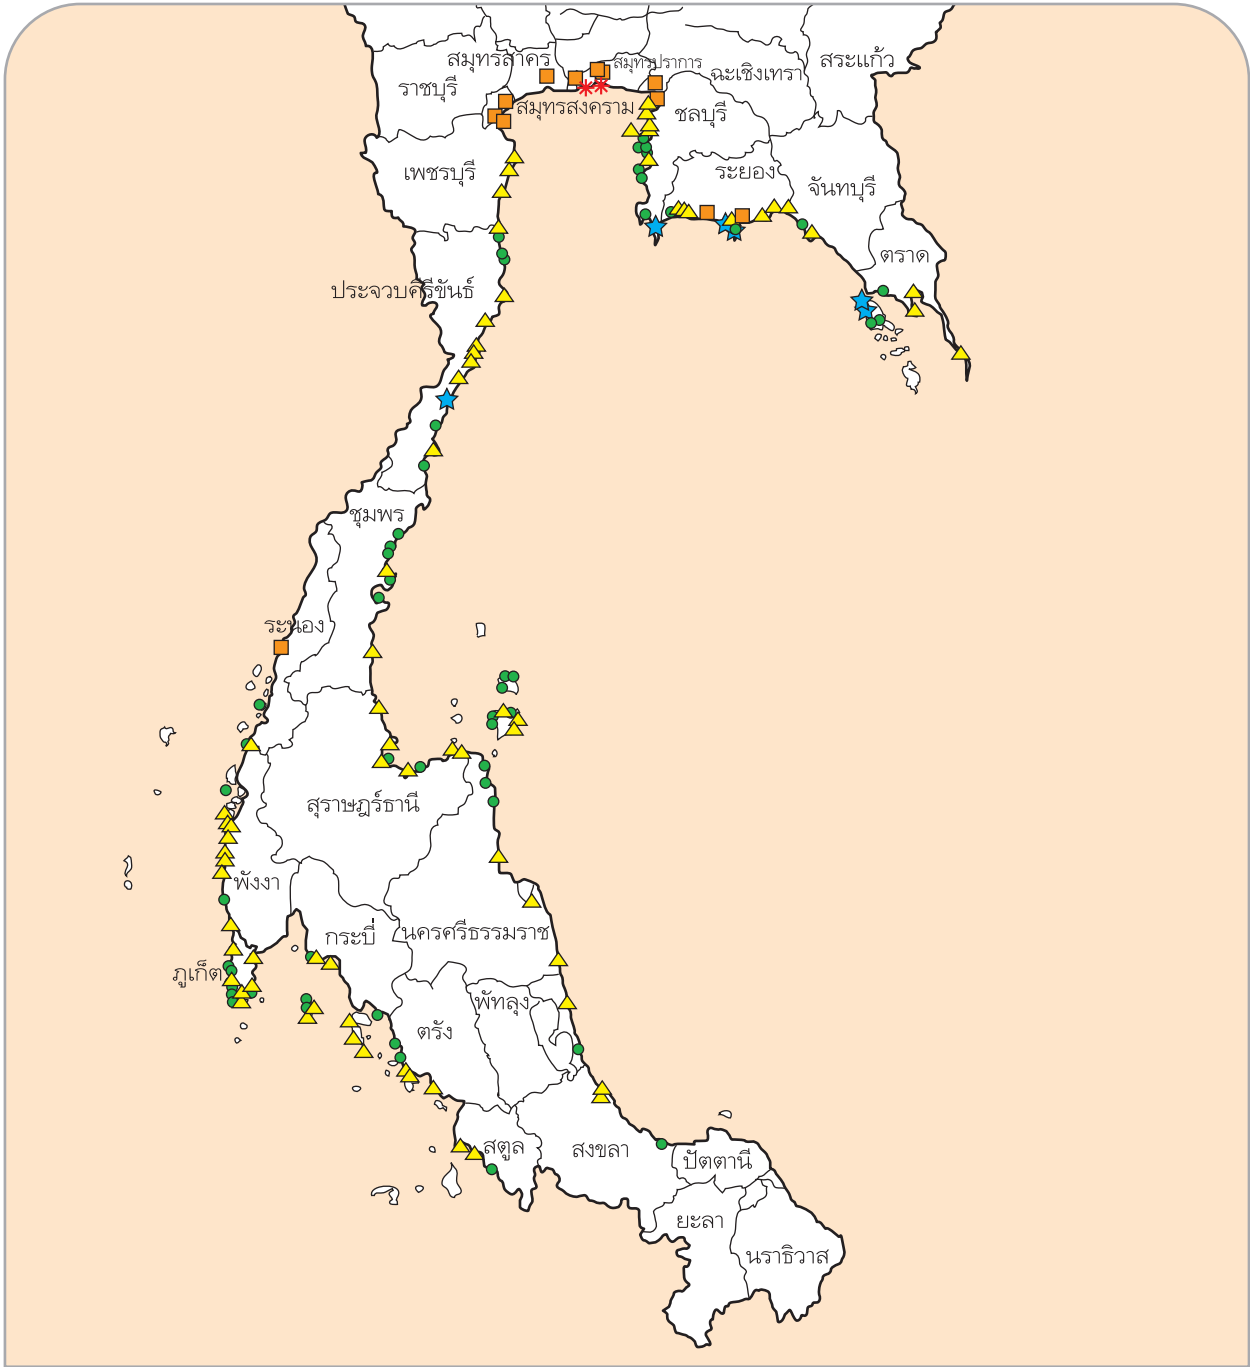 สมุทรสาคร
สมุทรปราการ
สระแก้ว
ฉะเชิงเทรา
ราชบุรี
สมุทรสงคราม
ชลบุรี
เพชรบุรี
ระยอง
จันทบุรี
ตราด
ประจวบคีรีขันธ์
ชุมพร
ระนอง
สุราษฎร์ธานี
พังงา
กระบี่
นครศรีธรรมราช
ภูเก็ต
พัทลุง
ตรัง
สตูล
สงขลา
ปัตตานี
ยะลา
นราธิวาส